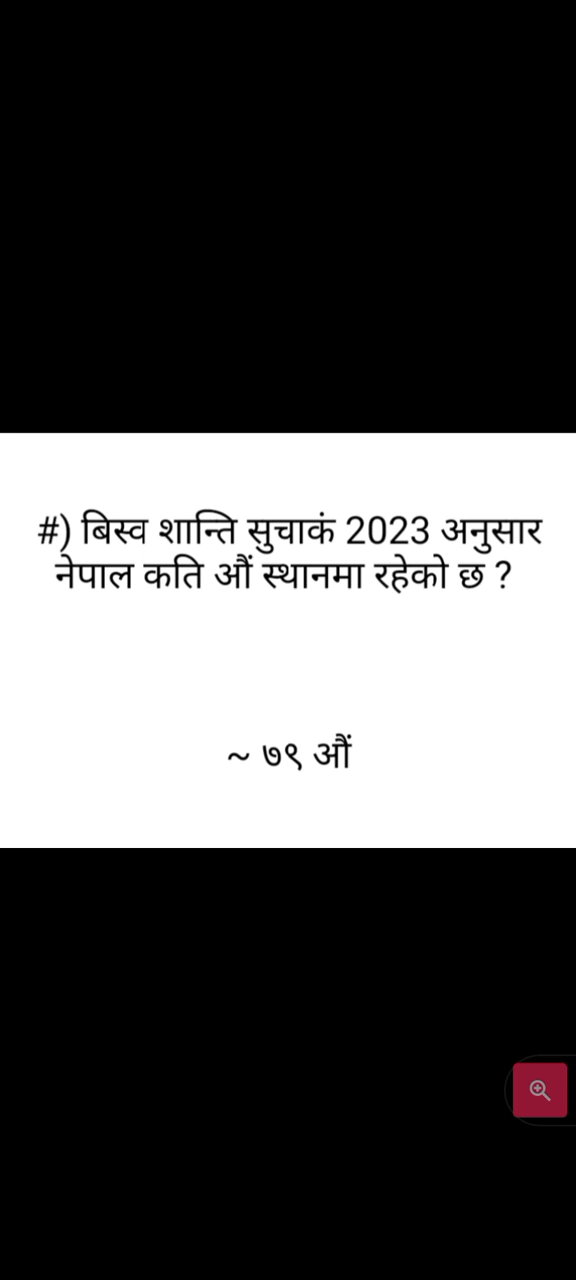 #) बिस्व शान्ति सुचाकं 2023 अनुसार
नेपाल कति औं स्थानमा रहेको छ ?
~ ७९ औं